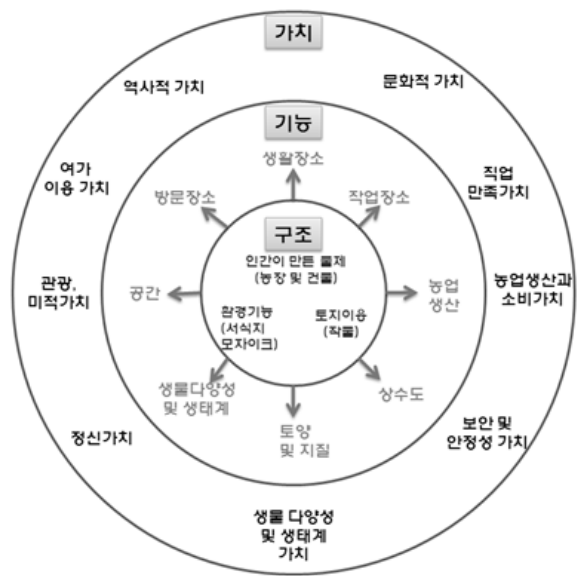 가치
역사적 가치
문화적 가치
여가
이용 가치
직업
만족가치
관광,
미적가치
농업생산과
소비가치
정신가치
보안 및
안정성 가치
생물 다양성
및 생태계
가치
기능
생활장소
방문장소
작업장소
공간
농업
생산
생물다양성
및 생태계
상수도
토양
및 지질
구조
인간이 만든 물체
(농장 및 건물)
환경기능
(서식지
모자이크)
토지이용
(작물)